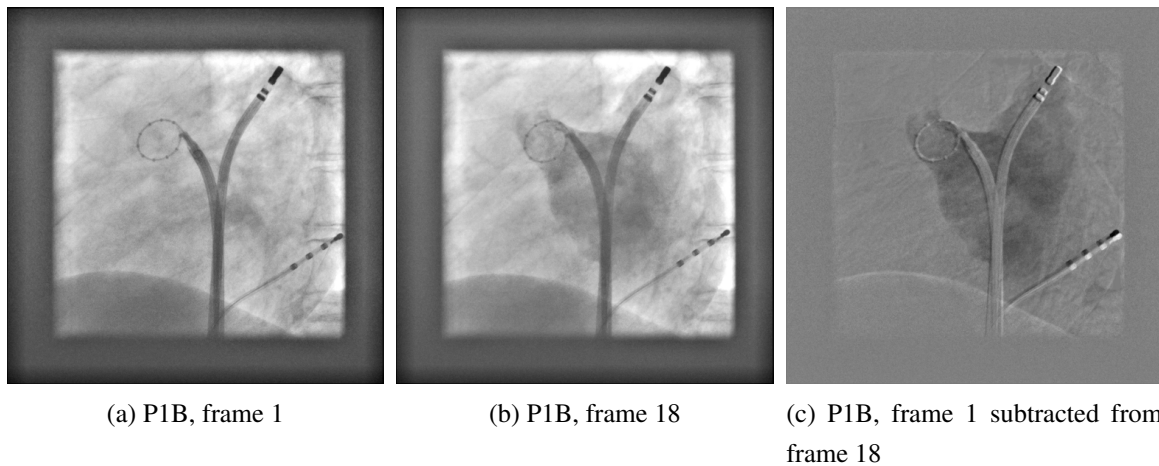 (a) P1B, frame 1
(b) P1B, frame 18
(c) P1B, frame 1 subtracted from
frame 18